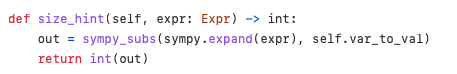 def size_hint(self, expr: Expr) -> int:
    out = sympy_subs(sympy.expand(expr), self.var_to_val)
    return int(out)